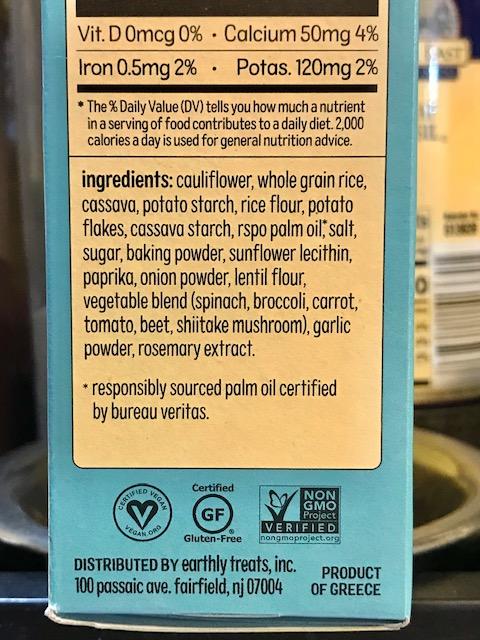 Vit. D 0mcg 0% · Calcium 50mg 4%
Iron 0.5mg 2% · Potas. 120mg 2%
* The % Daily Value (DV) tells you how much a nutrient
in a serving of food contributes to a daily diet. 2,000
calories a day is used for general nutrition advice.
ingredients: cauliflower, whole grain rice,
cassava, potato starch, rice flour, potato
flakes, cassava starch, rspo palm oil,* salt,
sugar, baking powder, sunflower lecithin,
paprika, onion powder, lentil flour,
vegetable blend (spinach, broccoli, carrot,
tomato, beet, shiitake mushroom), garlic
powder, rosemary extract.
* responsibly sourced palm oil certified
by bureau veritas.
CERTIFIED VEGAN
V
VEGAN.ORG
Certified
GF
®
Gluten-Free
NON
GMO
Project
VERIFIED
nongmoproject.org
DISTRIBUTED BY earthly treats, inc.
100 passaic ave. fairfield, nj 07004
PRODUCT
OF GREECE